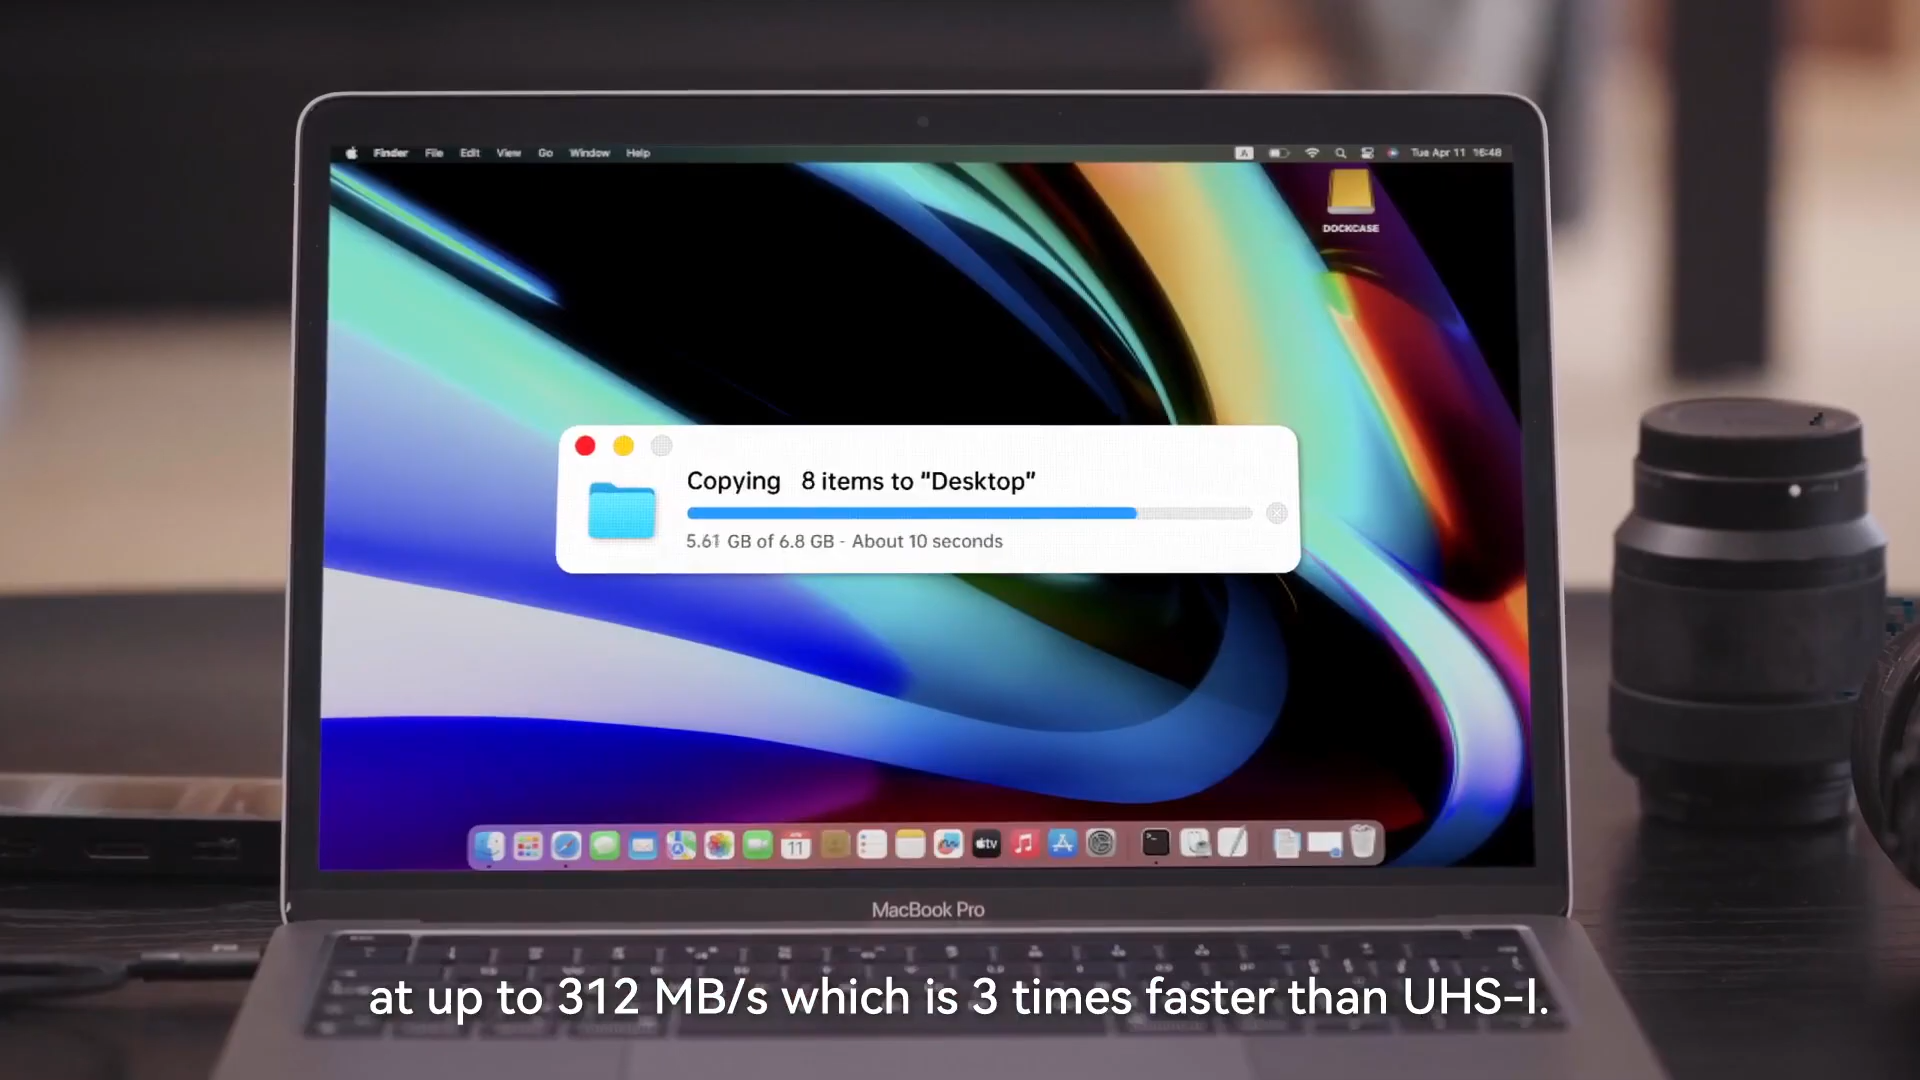 Finder File Edit View Go Window Help
A Tue Apr 11 16:48
DOCKCASE
Copying 8 items to “Desktop”
5.61 GB of 6.8 GB - About 10 seconds
11
tv
MacBook Pro
at up to 312 MB/s which is 3 times faster than UHS-I.